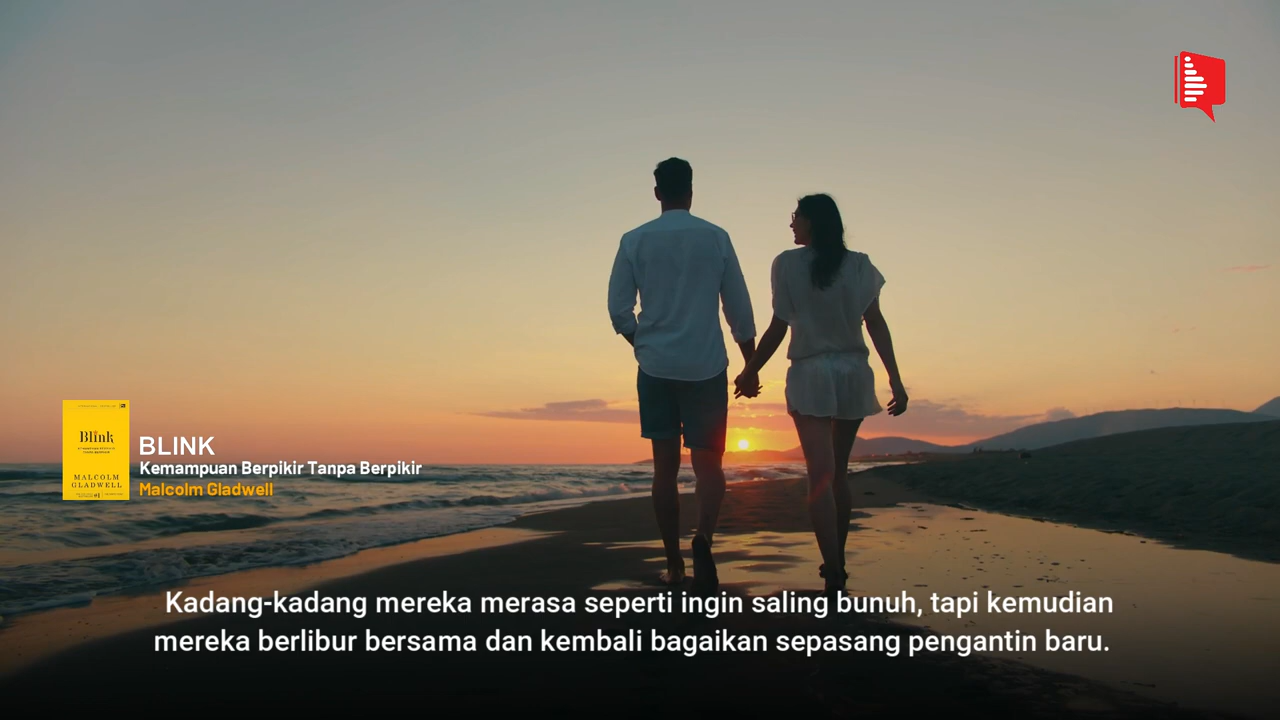 Blink
MALCOLM
GLADWELL
BLINK
Kemampuan Berpikir Tanpa Berpikir
Malcolm Gladwell
Kadang-kadang mereka merasa seperti ingin saling bunuh, tapi kemudian
mereka berlibur bersama dan kembali bagaikan sepasang pengantin baru.